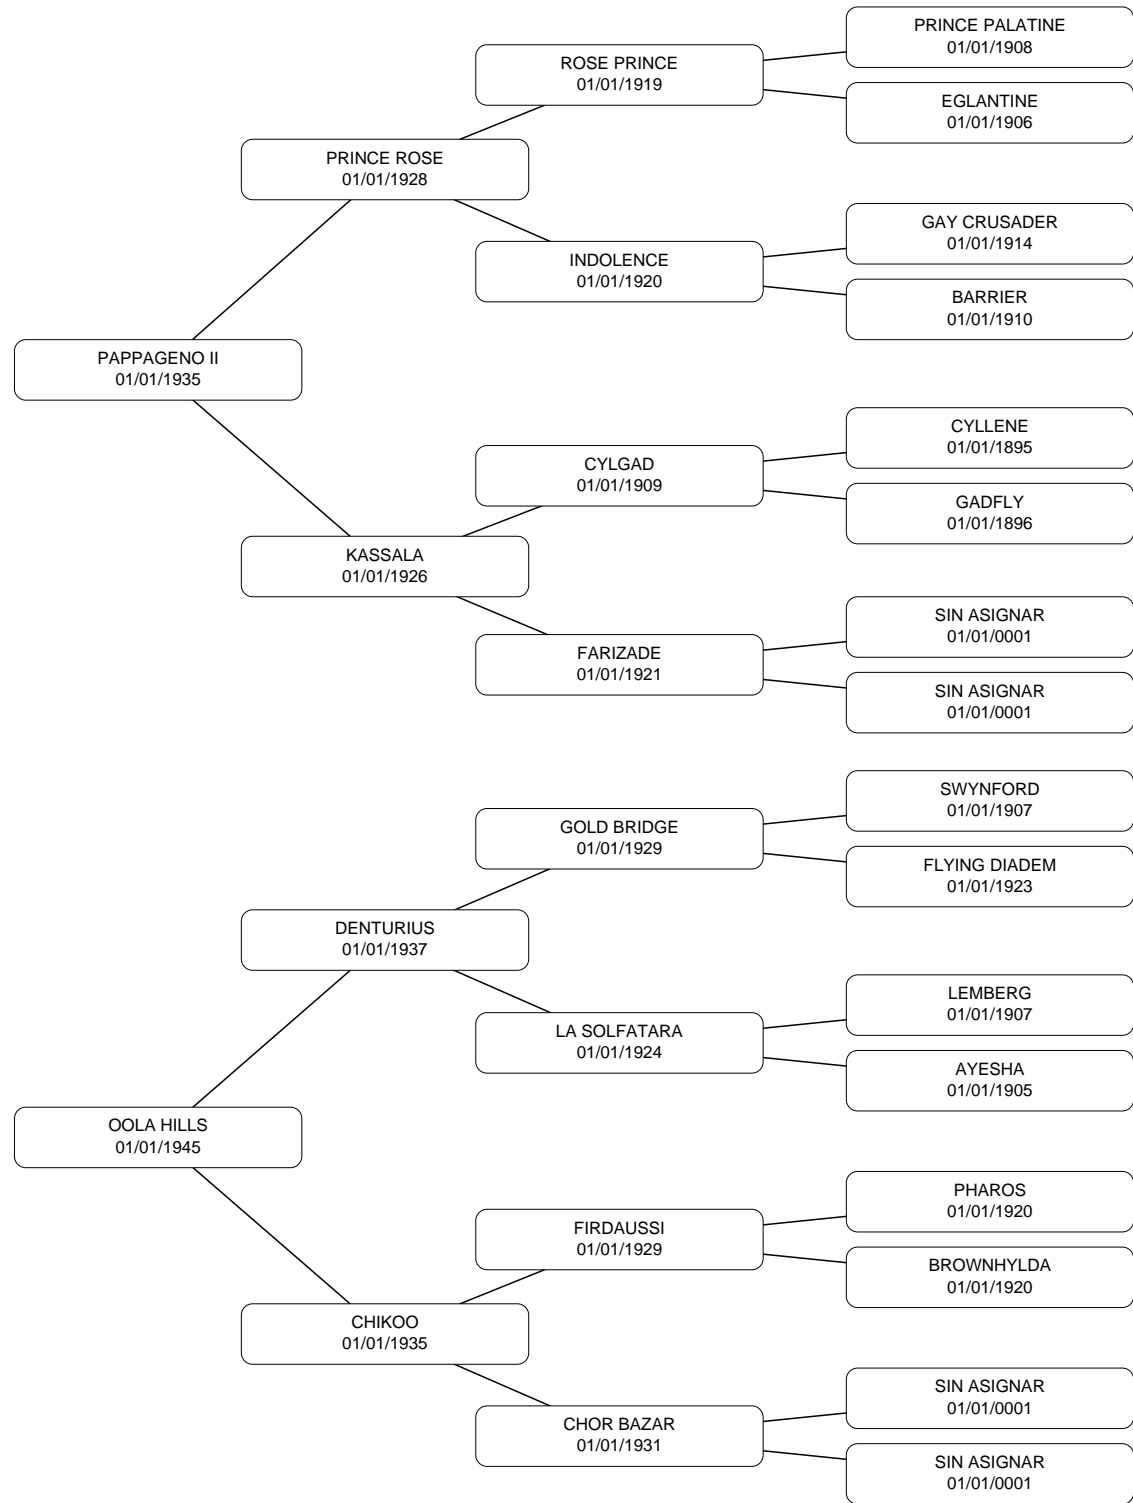 PRINCE PALATINE
01/01/1908
ROSE PRINCE
01/01/1919
EGLANTINE
01/01/1906
PRINCE ROSE
01/01/1928
GAY CRUSADER
01/01/1914
INDOLENCE
01/01/1920
BARRIER
01/01/1910
PAPPAGENO II
01/01/1935
CYLLENE
01/01/1895
CYLGAD
01/01/1909
GADFLY
01/01/1896
KASSALA
01/01/1926
SIN ASIGNAR
01/01/0001
FARIZADE
01/01/1921
SIN ASIGNAR
01/01/0001
SWYNFORD
01/01/1907
GOLD BRIDGE
01/01/1929
FLYING DIADEM
01/01/1923
DENTURIUS
01/01/1937
LEMBERG
01/01/1907
LA SOLFATARA
01/01/1924
AYESHA
01/01/1905
OOLA HILLS
01/01/1945
PHAROS
01/01/1920
FIRDAUSSI
01/01/1929
BROWNHYLDA
01/01/1920
CHIKOO
01/01/1935
SIN ASIGNAR
01/01/0001
CHOR BAZAR
01/01/1931
SIN ASIGNAR
01/01/0001